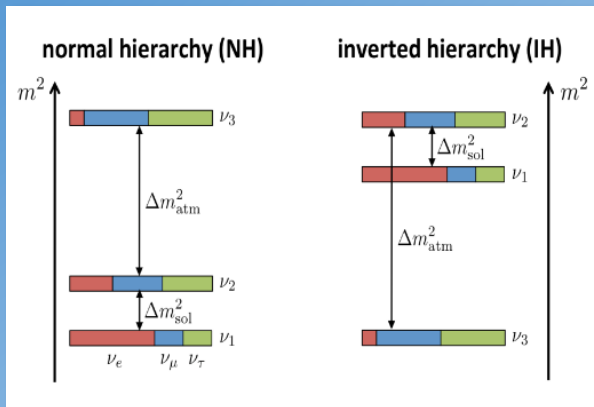 normal hierarchy (NH)
m²
ν₃
Δm²atm
ν₂
Δm²sol
ν₁
νₑ νμ ντ
inverted hierarchy (IH)
m²
ν₂
Δm²sol
ν₁
Δm²atm
ν₃